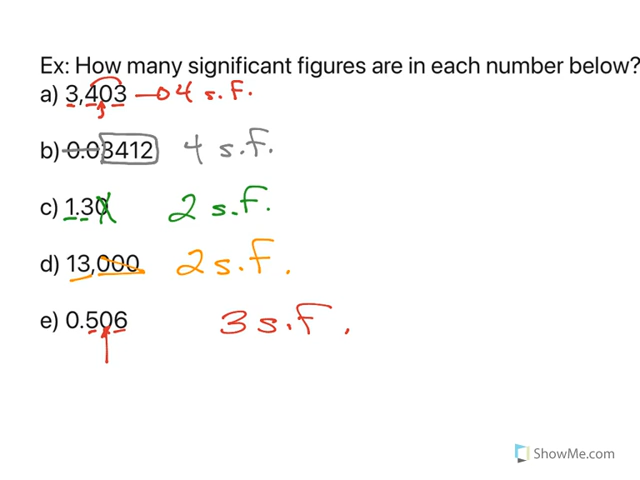 Ex: How many significant figures are in each number below?
a) 3,403 4 s.f.
b) 0.03412 4 s.f.
c) 1.30 2 s.f.
d) 13,000 2 s.f.
e) 0.506 3 s.f.
ShowMe.com